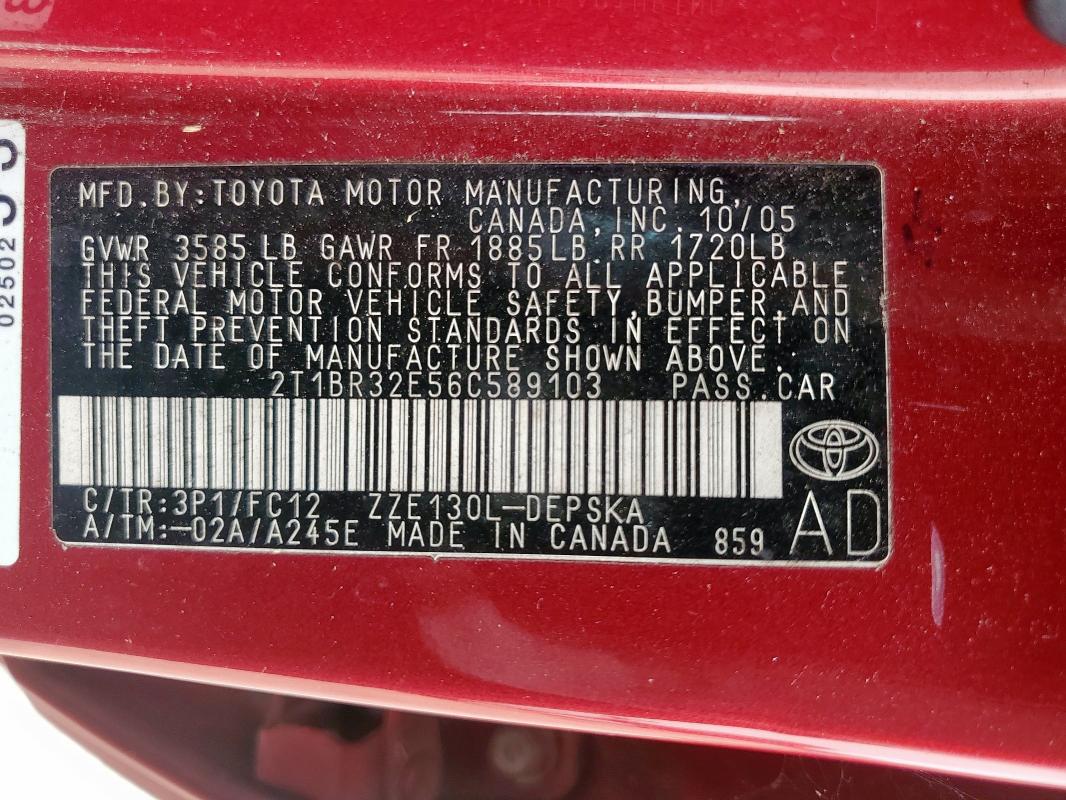 MFD.BY:TOYOTA MOTOR MANUFACTURING,
CANADA, INC. 10/05
GVWR 3585LB GAWR FR 1885LB RR 1720LB
THIS VEHICLE CONFORMS TO ALL APPLICABLE
FEDERAL MOTOR VEHICLE SAFETY, BUMPER, AND
THEFT PREVENTION STANDARDS IN EFFECT ON
THE DATE OF MANUFACTURE SHOWN ABOVE.
2T1BR32E56C589103 PASS.CAR
C/TR:3P1/FC12 ZZE130L-DEPSKA
A/TM:-02A/A245E MADE IN CANADA 859
AD
02502